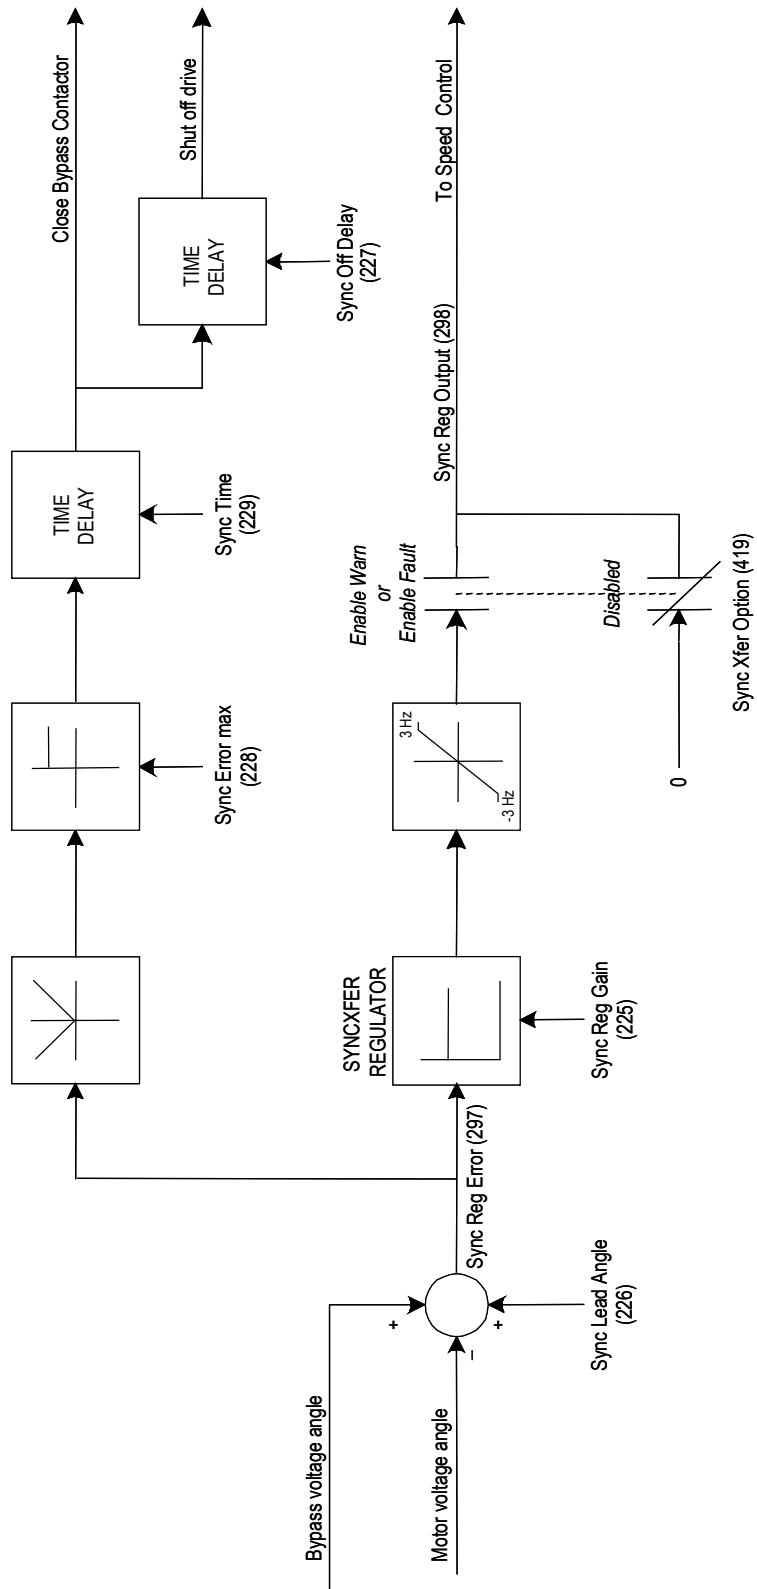 Close Bypass Contactor
Shut off drive
TIME
DELAY
Sync Off Delay
(227)
TIME
DELAY
Sync Time
(229)
Sync Error max
(228)
To Speed Control
Sync Reg Output (298)
Enable Warn
or
Enable Fault
Disabled
Sync Xfer Option (419)
0
3 Hz
-3 Hz
SYNCXFER
REGULATOR
Sync Reg Gain
(225)
Sync Reg Error (297)
+
–
+
Sync Lead Angle
(226)
Bypass voltage angle
Motor voltage angle